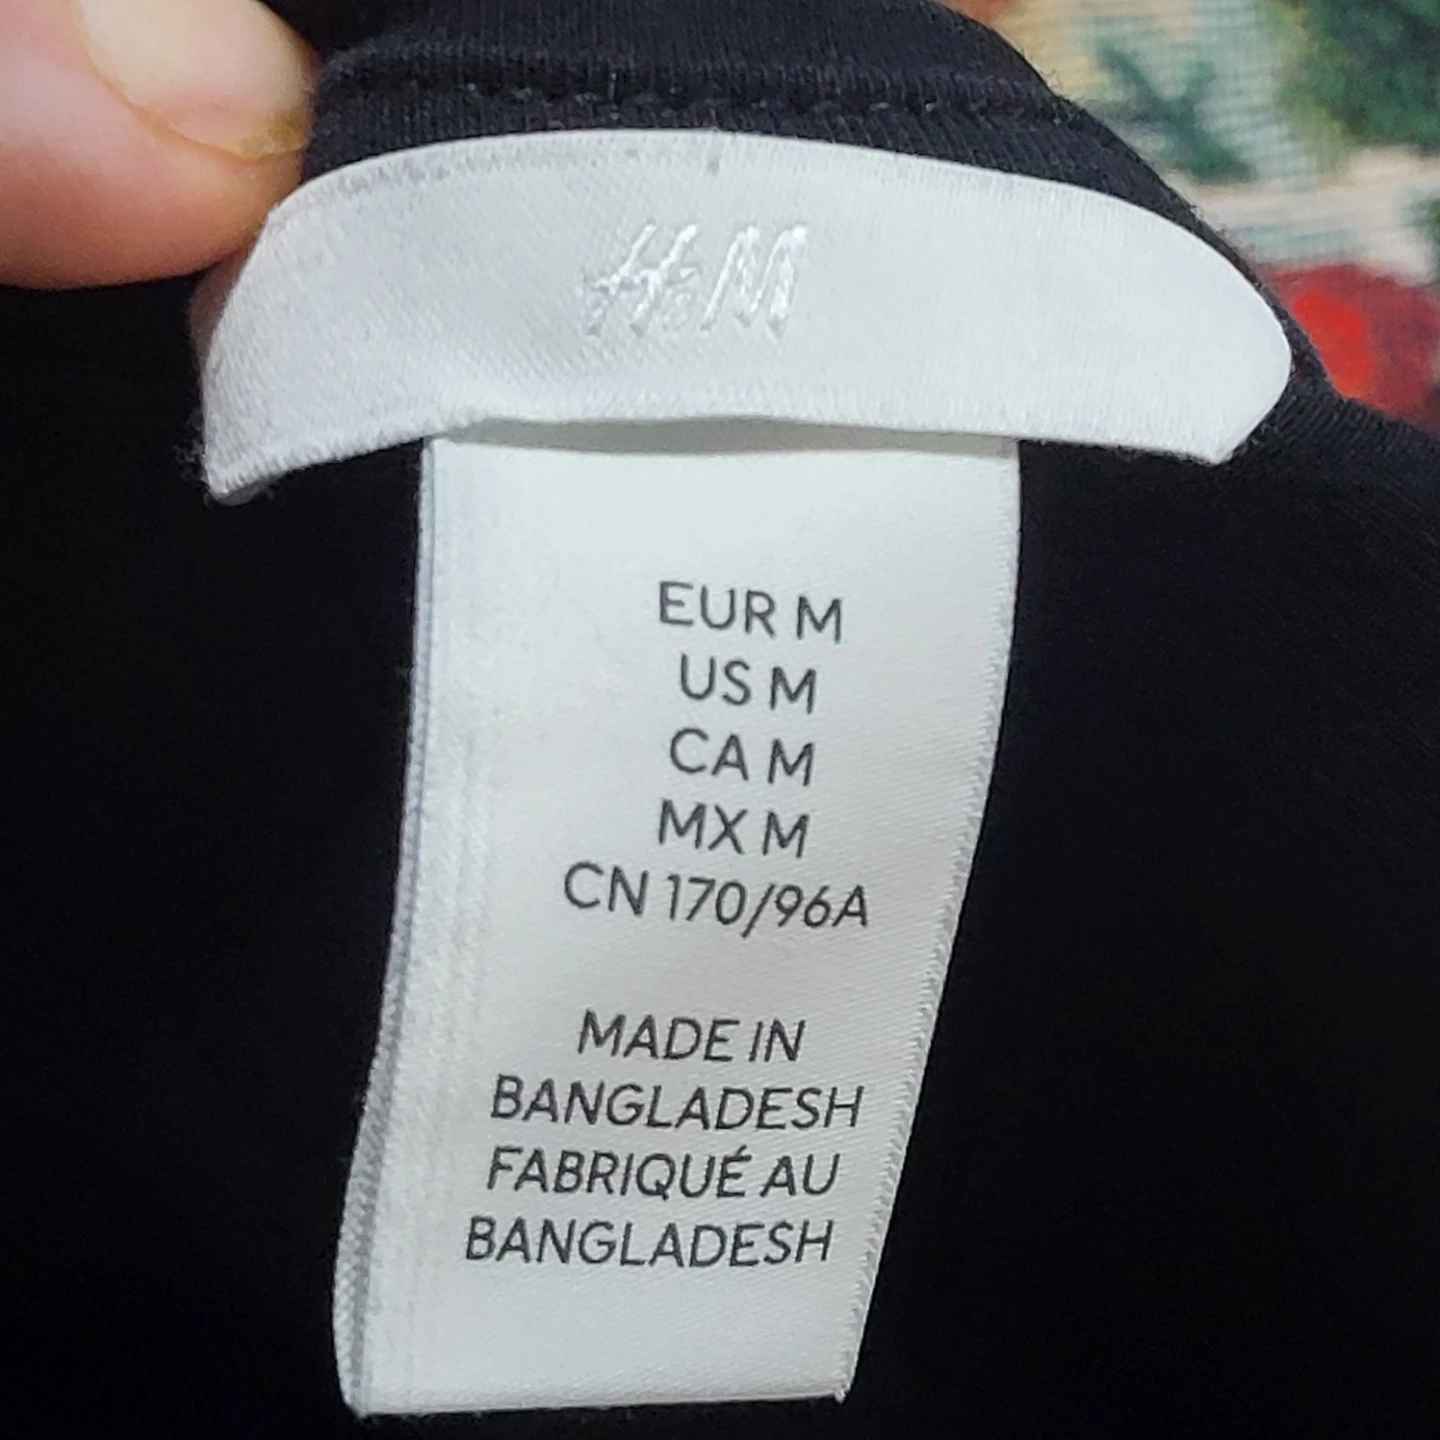 H&M
EUR M
US M
CA M
MX M
CN 170/96A
MADE IN
BANGLADESH
FABRIQUÉ AU
BANGLADESH